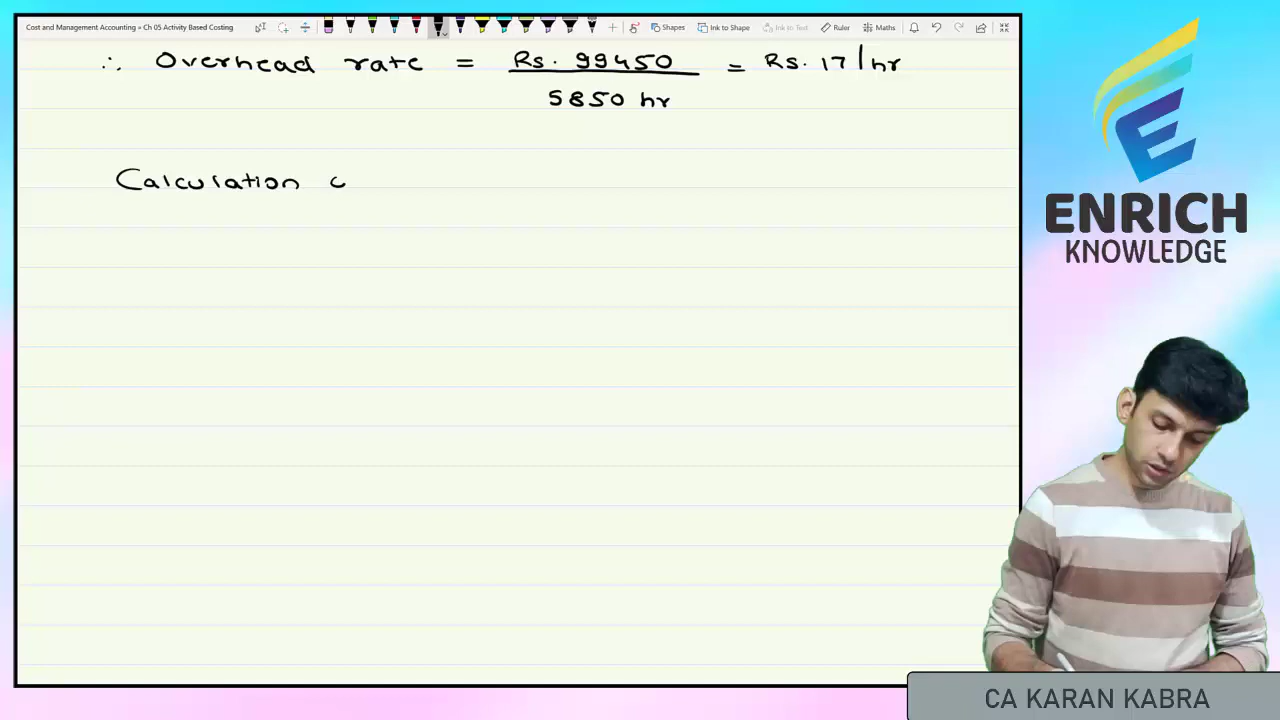 Cost and Management Accounting » Ch 05 Activity Based Costing
Shapes
Ink to Shape
Ink to Text
Ruler
Maths
∴ Overhead rate = Rs. 99450 / 5850 hr = Rs. 17/hr
Calculation
ENRICH
KNOWLEDGE
CA KARAN KABRA